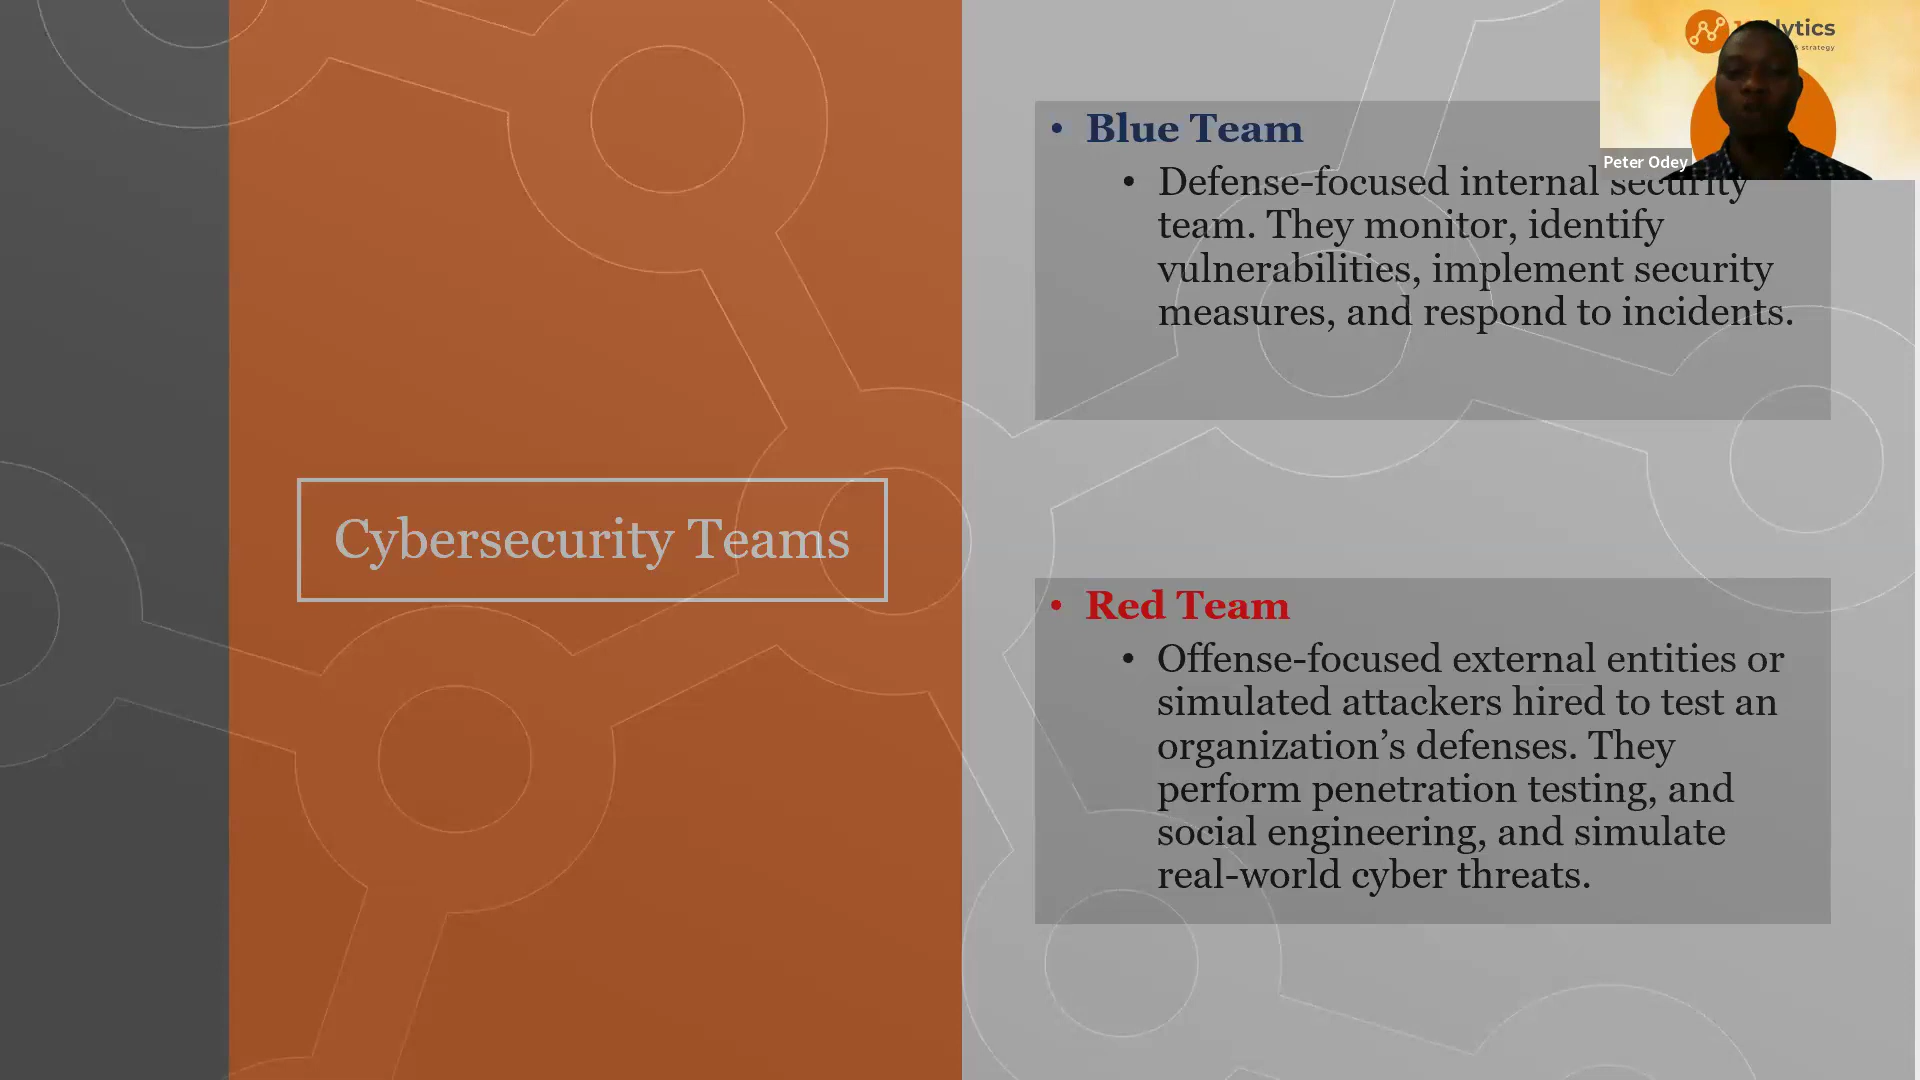 Cybersecurity Teams
• Blue Team
• Defense-focused internal security
team. They monitor, identify
vulnerabilities, implement security
measures, and respond to incidents.
• Red Team
• Offense-focused external entities or
simulated attackers hired to test an
organization’s defenses. They
perform penetration testing, and
social engineering, and simulate
real-world cyber threats.
Peter Odey
strategy